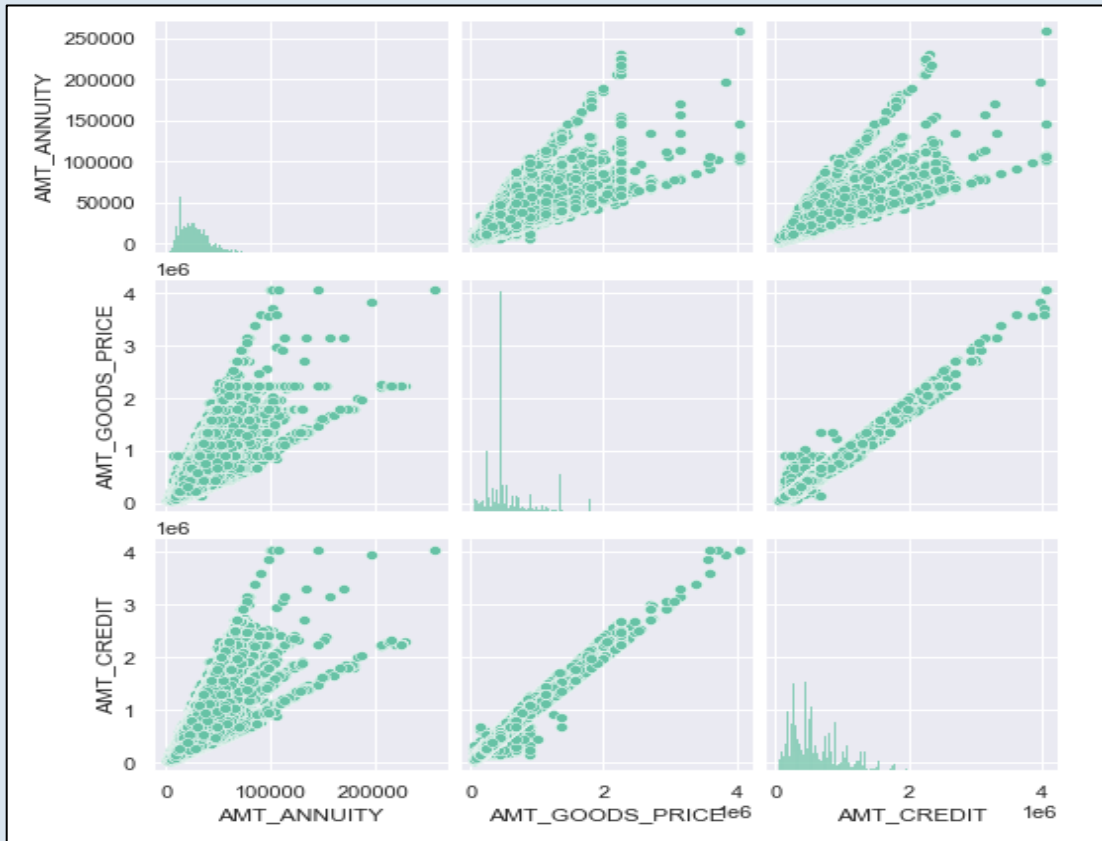 250000
200000
150000
100000
50000
0
AMT_ANNUITY
1e6
4
3
2
1
0
AMT_GOODS_PRICE
1e6
4
3
2
1
0
AMT_CREDIT
0 100000 200000
AMT_ANNUITY
0 2 4
AMT_GOODS_PRICE 1e6
0 2 4
AMT_CREDIT 1e6